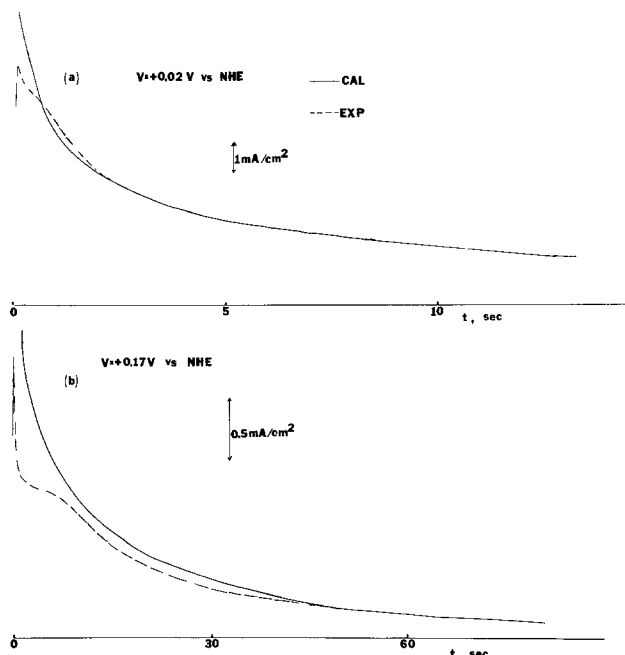 (a) V=+0.02 V vs NHE
CAL
EXP
1mA/cm²
0 5 10
t, sec
V=+0.17V vs NHE
(b)
0.5mA/cm²
0 30 60
t, sec